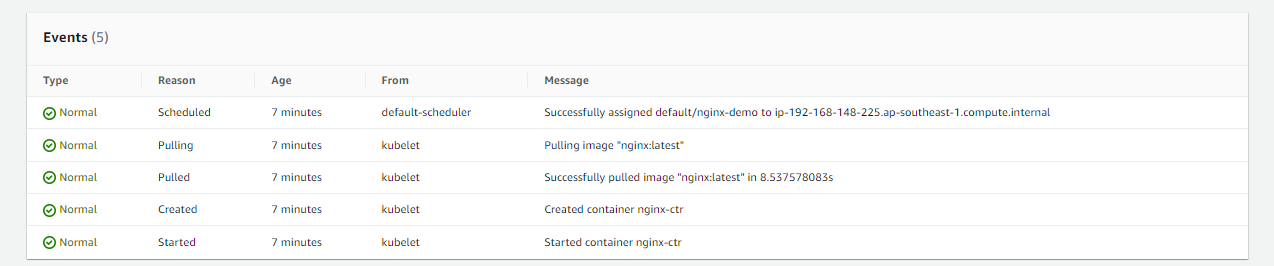 Events (5)
Type Reason Age From Message
Normal Scheduled 7 minutes default-scheduler Successfully assigned default/nginx-demo to ip-192-168-148-225.ap-southeast-1.compute.internal
Normal Pulling 7 minutes kubelet Pulling image "nginx:latest"
Normal Pulled 7 minutes kubelet Successfully pulled image "nginx:latest" in 8.537578083s
Normal Created 7 minutes kubelet Created container nginx-ctr
Normal Started 7 minutes kubelet Started container nginx-ctr